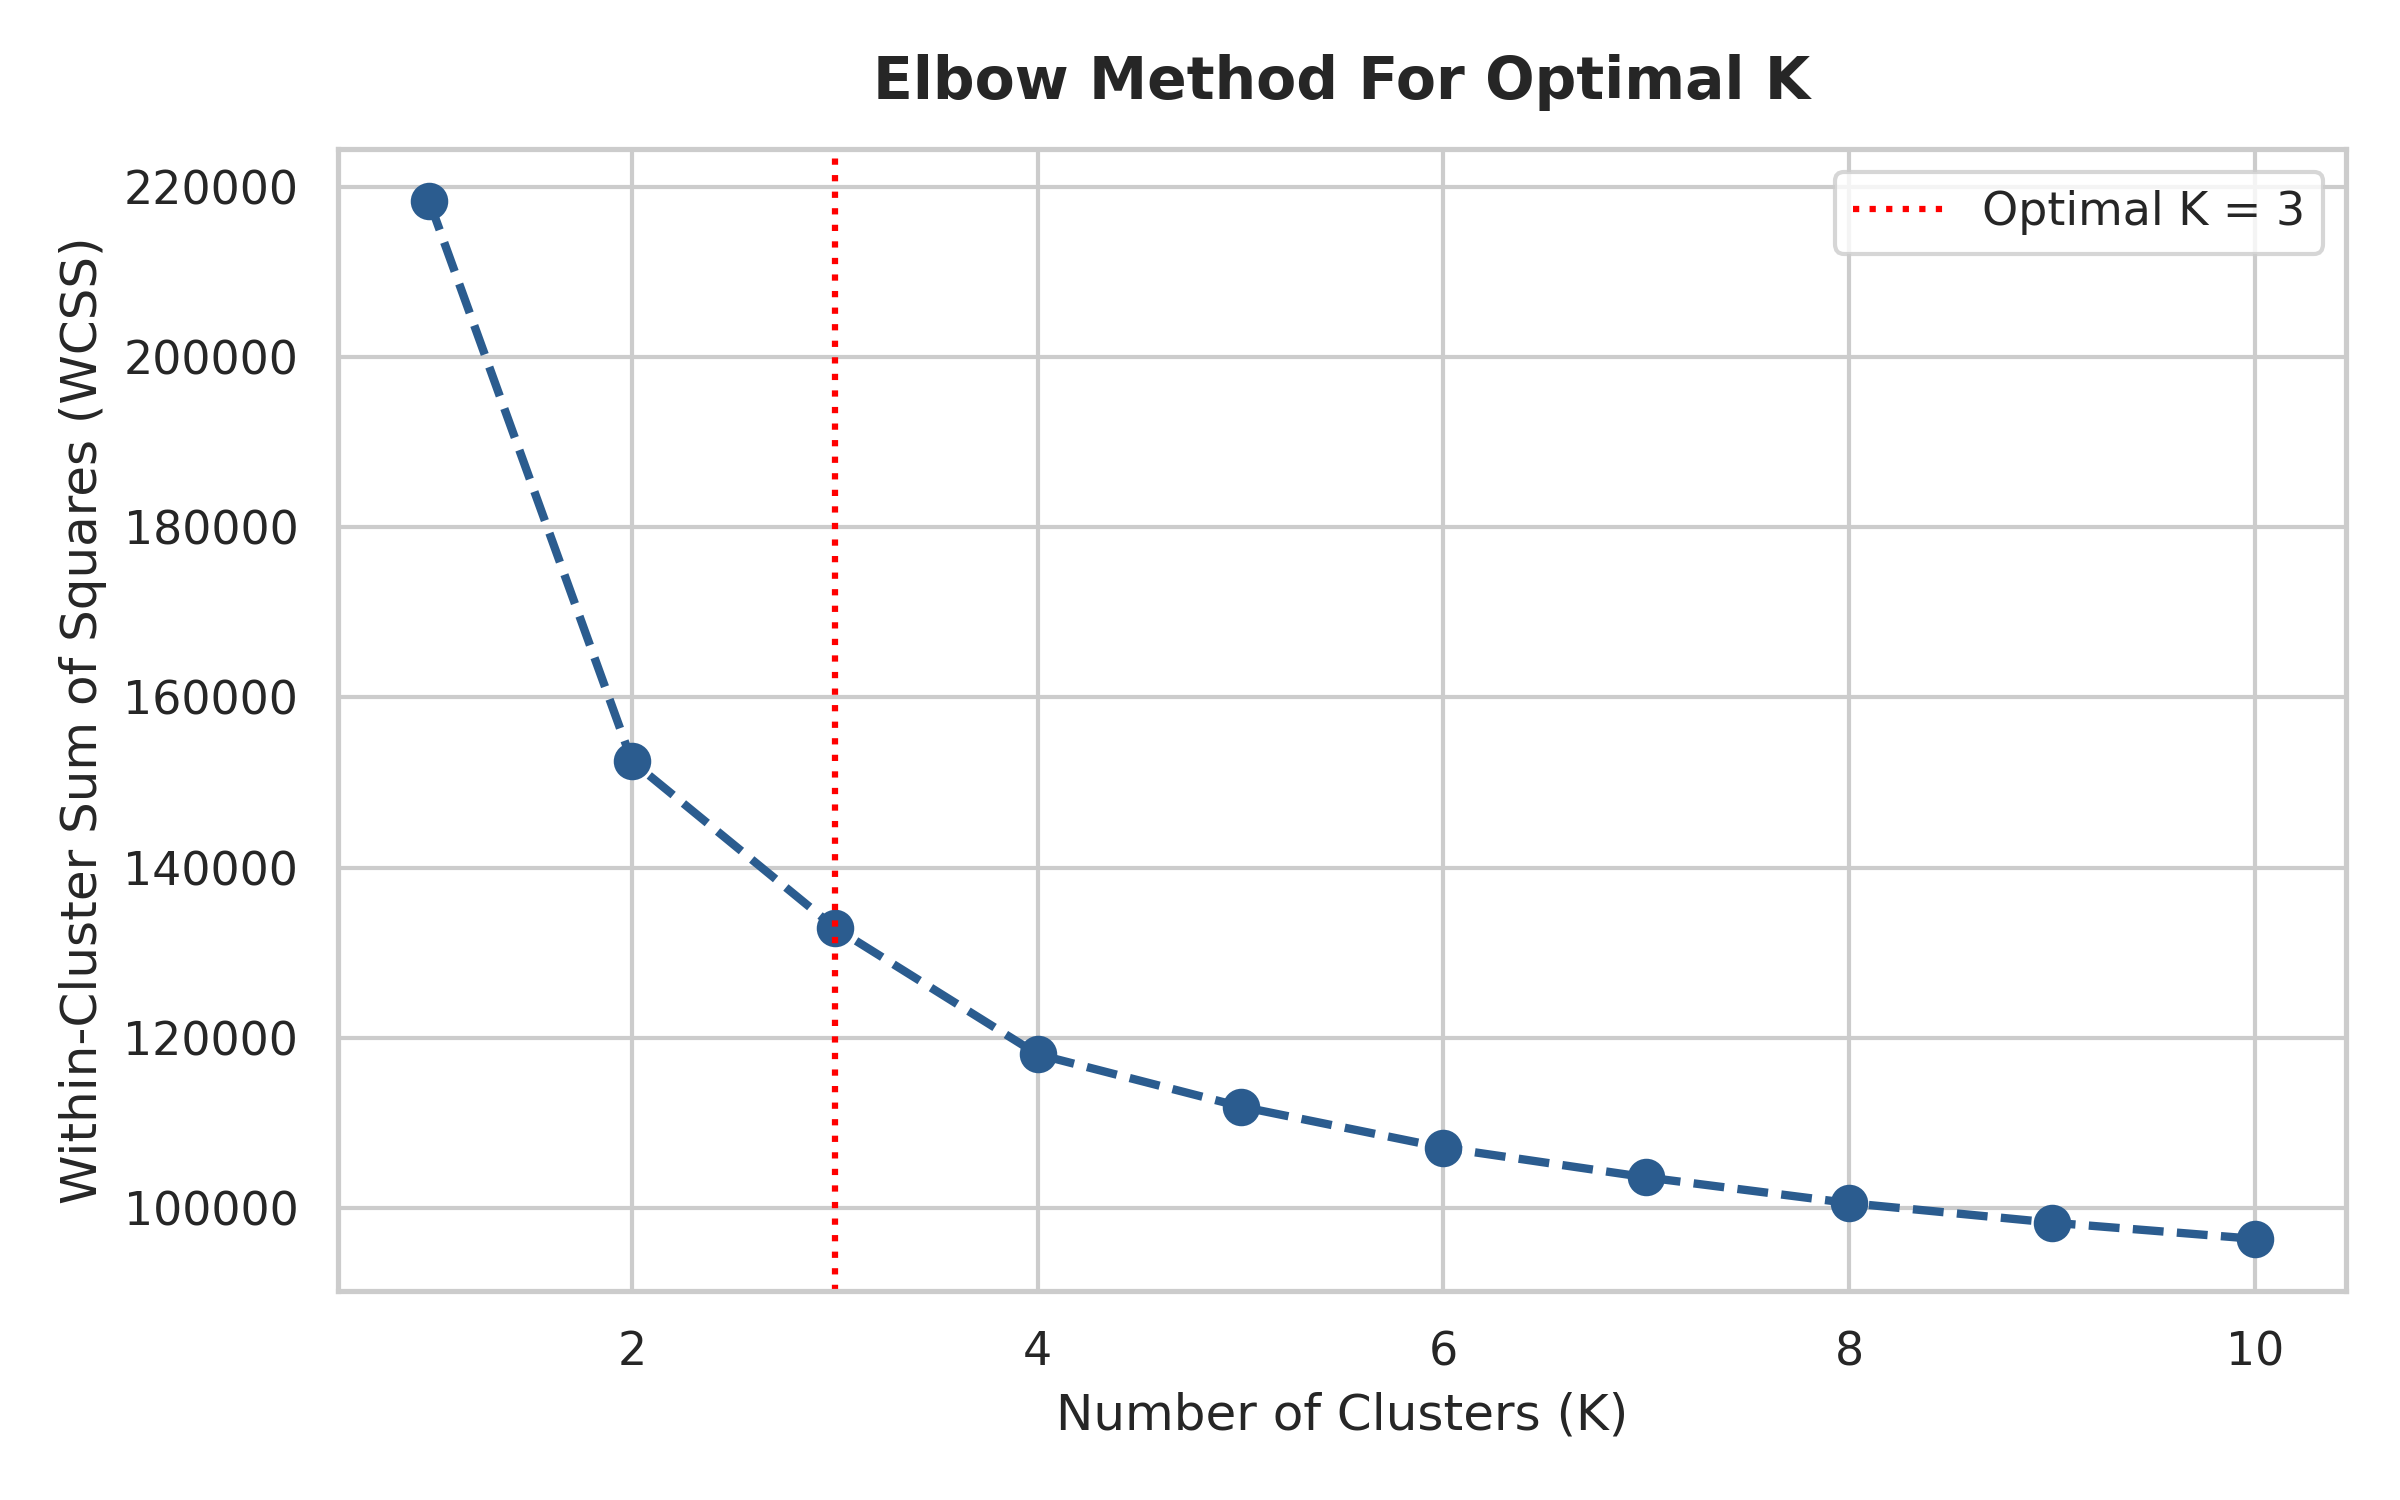 Elbow Method For Optimal K
Optimal K = 3
Within-Cluster Sum of Squares (WCSS)
220000
200000
180000
160000
140000
120000
100000
2 4 6 8 10
Number of Clusters (K)